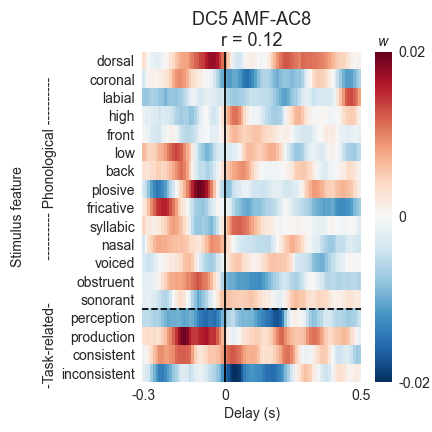 DC5 AMF-AC8
r = 0.12
w
dorsal
coronal
labial
high
front
low
back
plosive
fricative
syllabic
nasal
voiced
obstruent
sonorant
perception
production
consistent
inconsistent
Stimulus feature
---------- Phonological ----------
-Task-related-
0.02
0
-0.02
-0.3
0
0.5
Delay (s)